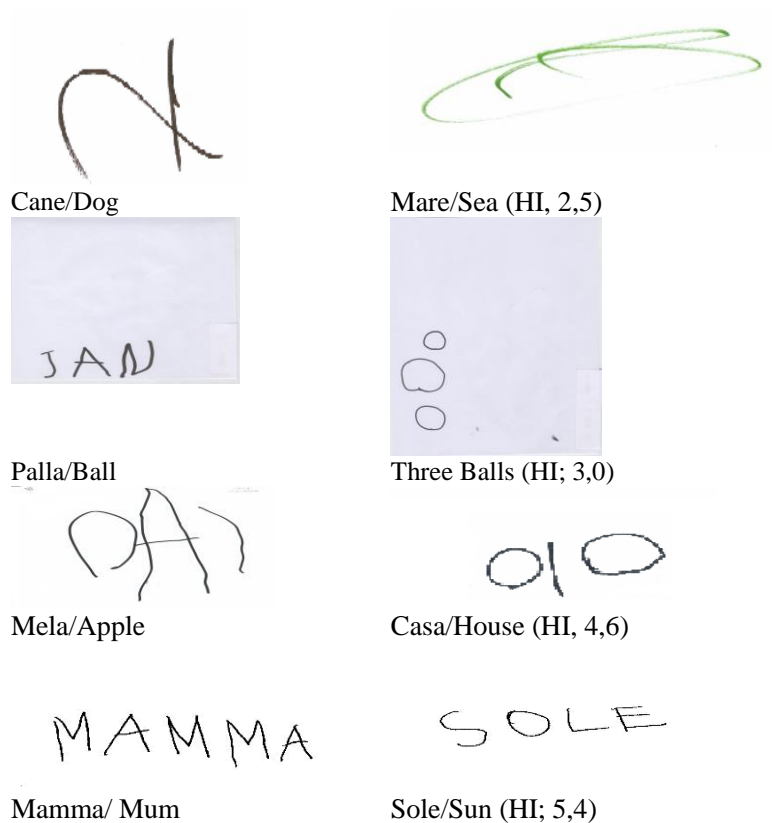 Cane/Dog
Mare/Sea (HI, 2,5)
JAN
Palla/Ball
Three Balls (HI; 3,0)
OAI
Mela/Apple
Casa/House (HI, 4,6)
MAMMA
SOLE
Mamma/ Mum
Sole/Sun (HI; 5,4)